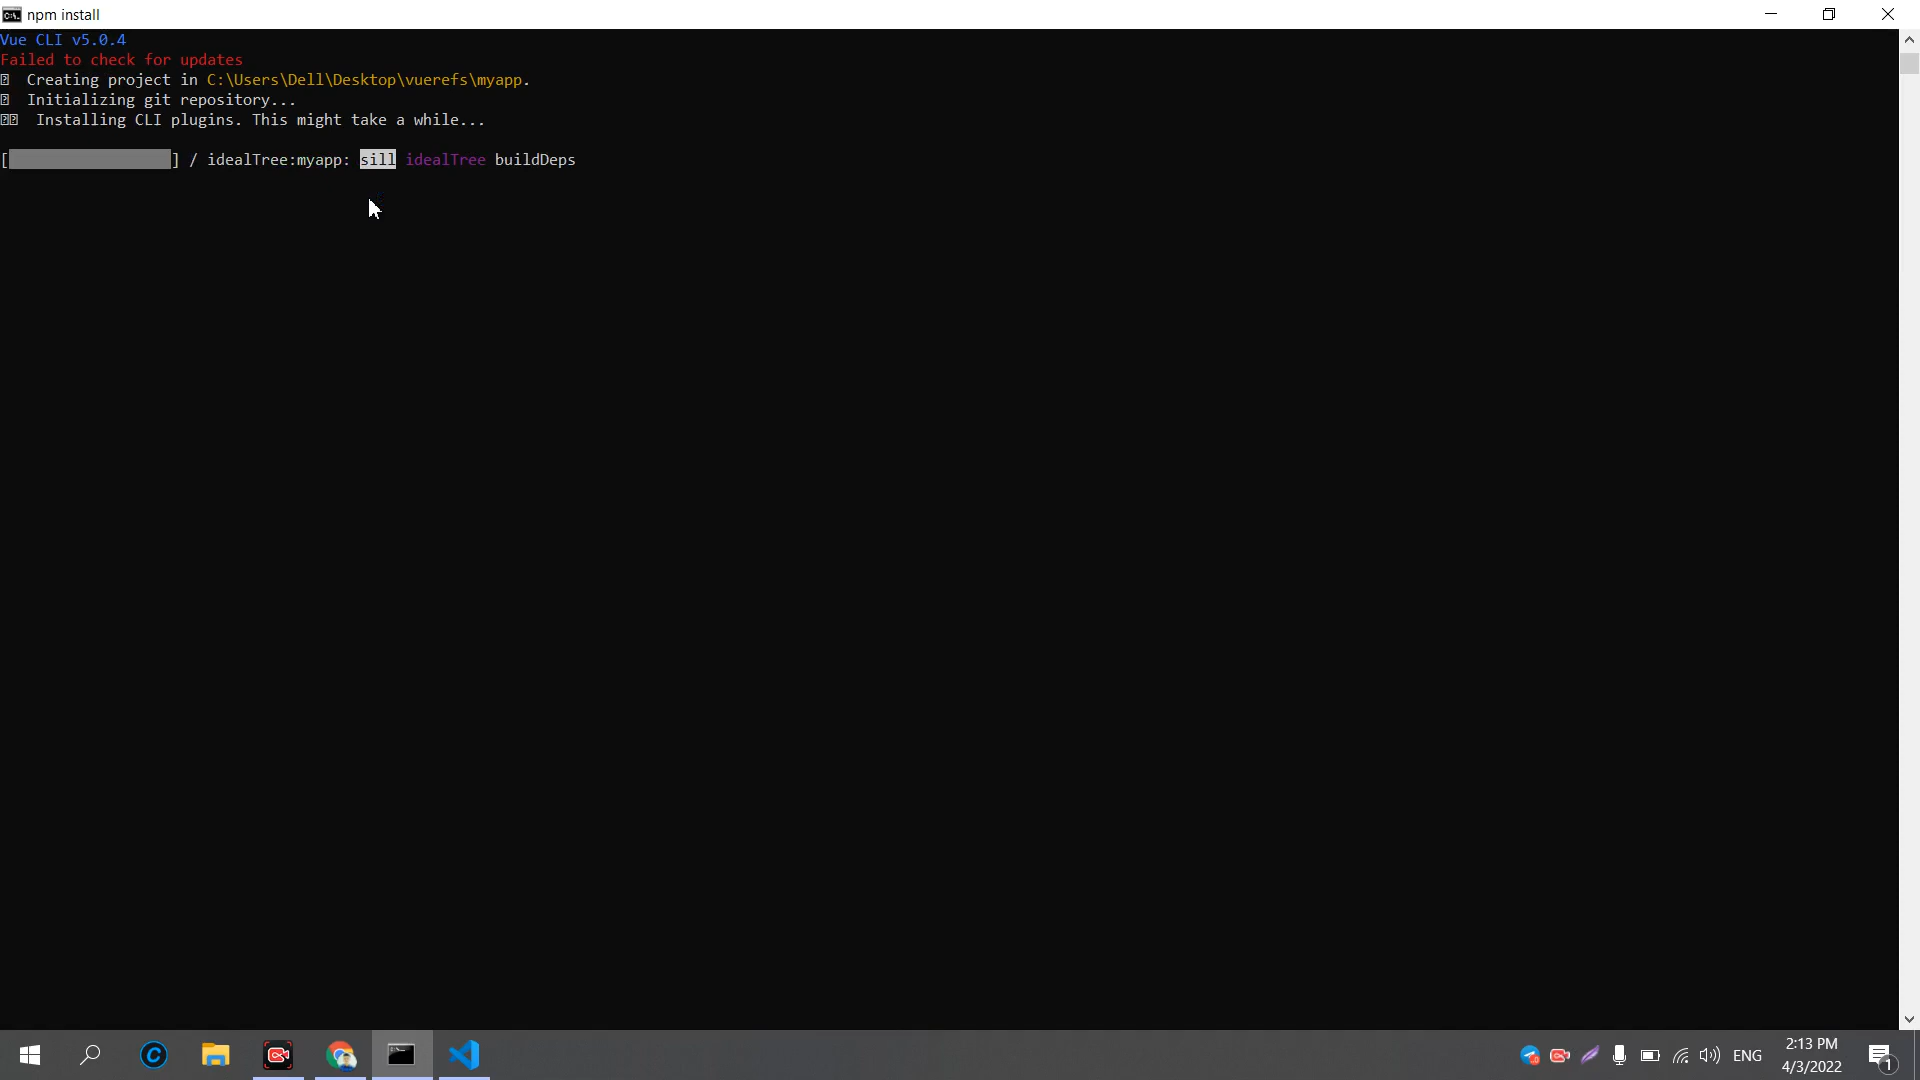 npm install
Vue CLI v5.0.4
Failed to check for updates
Creating project in C:\Users\Dell\Desktop\vuerefs\myapp.
Initializing git repository...
Installing CLI plugins. This might take a while...
[                  ] / idealTree:myapp: sill idealTree buildDeps
ENG
2:13 PM
4/3/2022
1